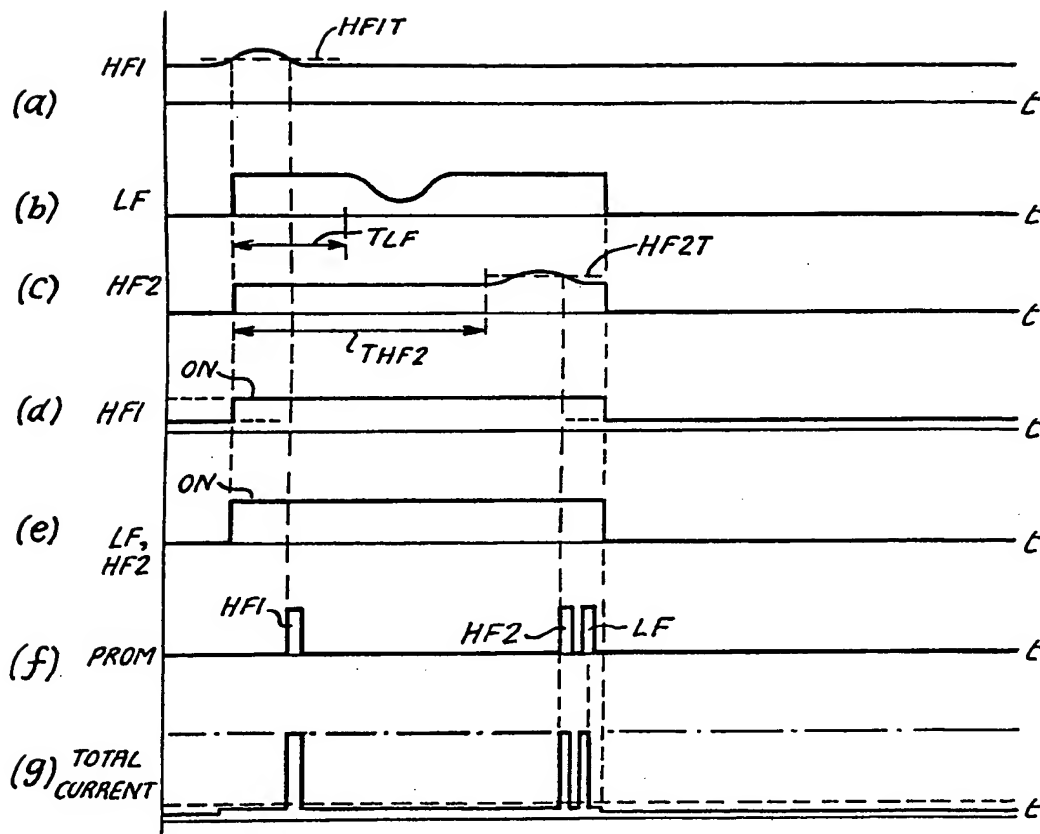 HF1T
HF1
(a)
t
(b) LF
t
TLF
HF2T
(c) HF2
t
THF2
ON
(d) HF1
t
ON
(e)
LF,
HF2
t
HF1
HF2
LF
(f) PROM
t
(g) TOTAL
CURRENT
t